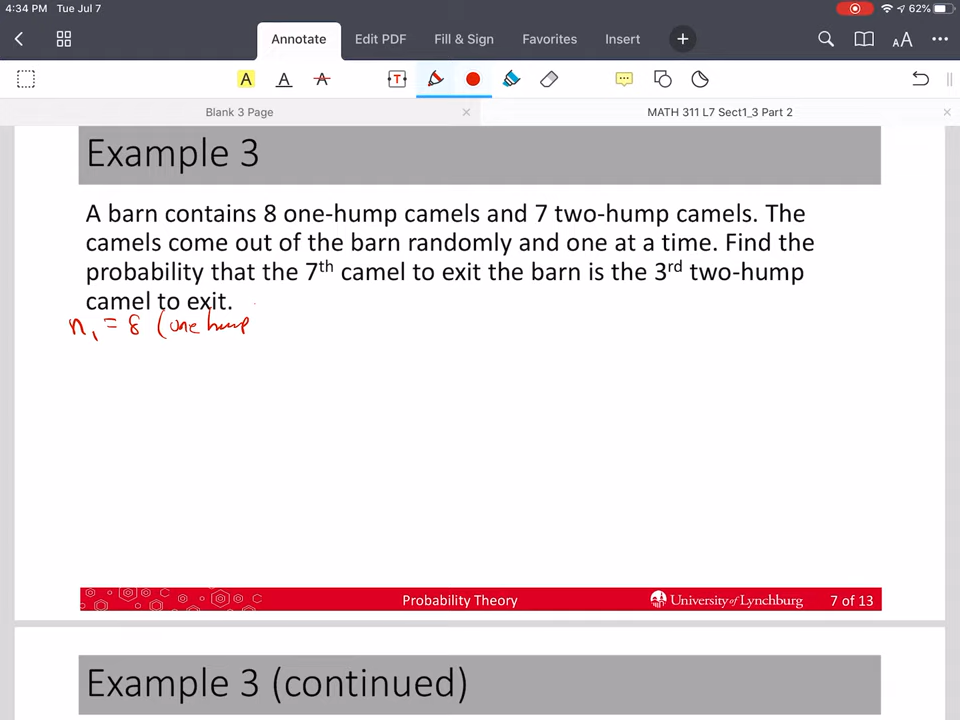 4:34 PM Tue Jul 7
62%
Annotate Edit PDF Fill & Sign Favorites Insert
Blank 3 Page
MATH 311 L7 Sect1_3 Part 2
Example 3
A barn contains 8 one-hump camels and 7 two-hump camels. The
camels come out of the barn randomly and one at a time. Find the
probability that the 7th camel to exit the barn is the 3rd two-hump
camel to exit.
n₁ = 8 (one hump
Probability Theory
University of Lynchburg
7 of 13
Example 3 (continued)